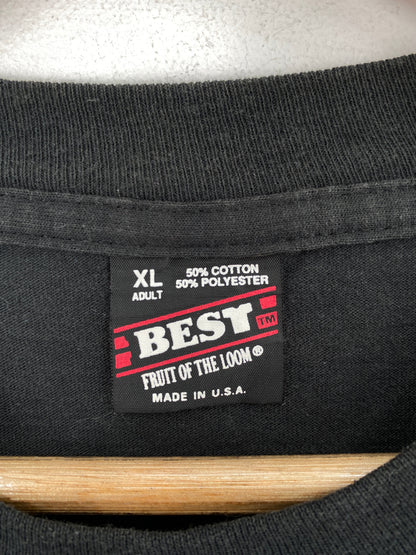 XL
ADULT
50% COTTON
50% POLYESTER
BEST TM
FRUIT OF THE LOOM®
MADE IN U.S.A.